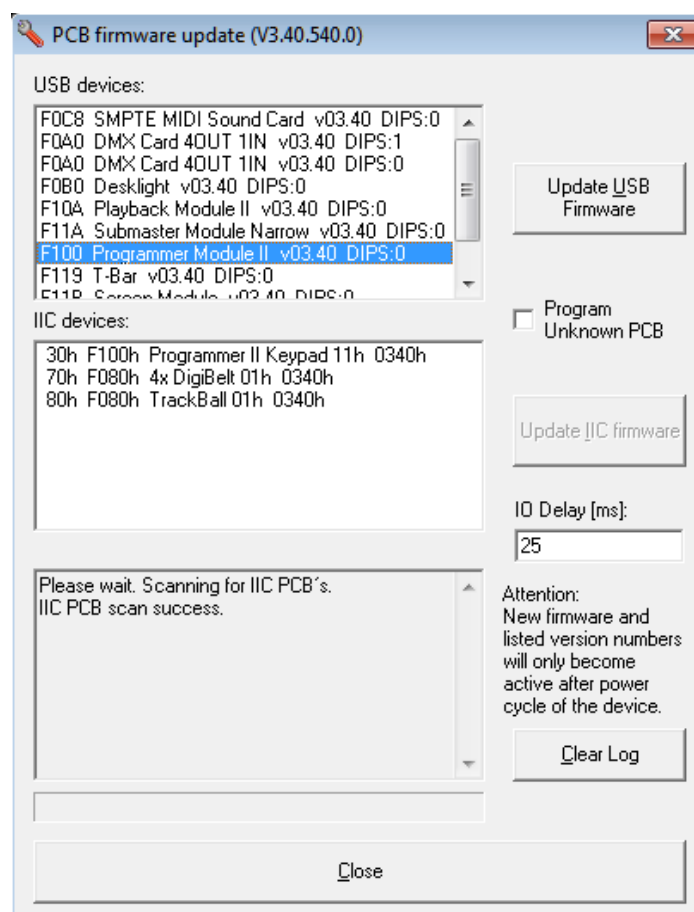 PCB firmware update (V3.40.540.0)
USB devices:
F0C8 SMPTE MIDI Sound Card v03.40 DIPS:0
F0A0 DMX Card 4OUT 1IN v03.40 DIPS:1
F0A0 DMX Card 4OUT 1IN v03.40 DIPS:0
F0B0 Desklight v03.40 DIPS:0
F10A Playback Module II v03.40 DIPS:0
F11A Submaster Module Narrow v03.40 DIPS:0
F100 Programmer Module II v03.40 DIPS:0
F119 T-Bar v03.40 DIPS:0
F11B Screen Module v03.40 DIPS:0
Update USB
Firmware
Program
Unknown PCB
IIC devices:
30h F100h Programmer II Keypad 11h 0340h
70h F080h 4x DigiBelt 01h 0340h
80h F080h TrackBall 01h 0340h
Update IIC firmware
IO Delay [ms]:
25
Please wait. Scanning for IIC PCB´s.
IIC PCB scan success.
Attention:
New firmware and
listed version numbers
will only become
active after power
cycle of the device.
Clear Log
Close